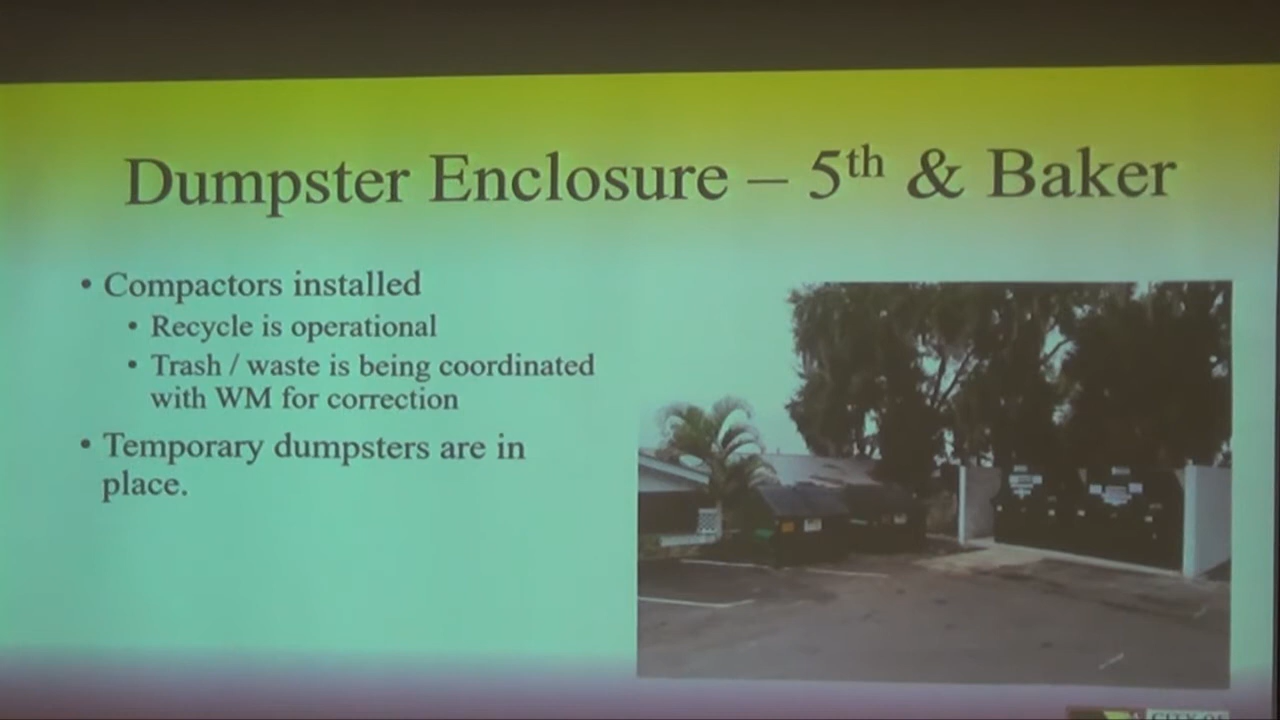 Dumpster Enclosure – 5th & Baker
• Compactors installed
• Recycle is operational
• Trash / waste is being coordinated
with WM for correction
• Temporary dumpsters are in
place.